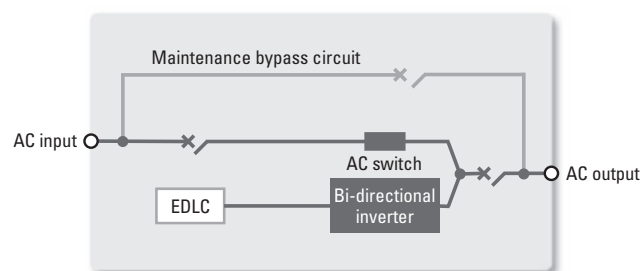 Maintenance bypass circuit
AC input
AC switch
AC output
EDLC
Bi-directional
inverter